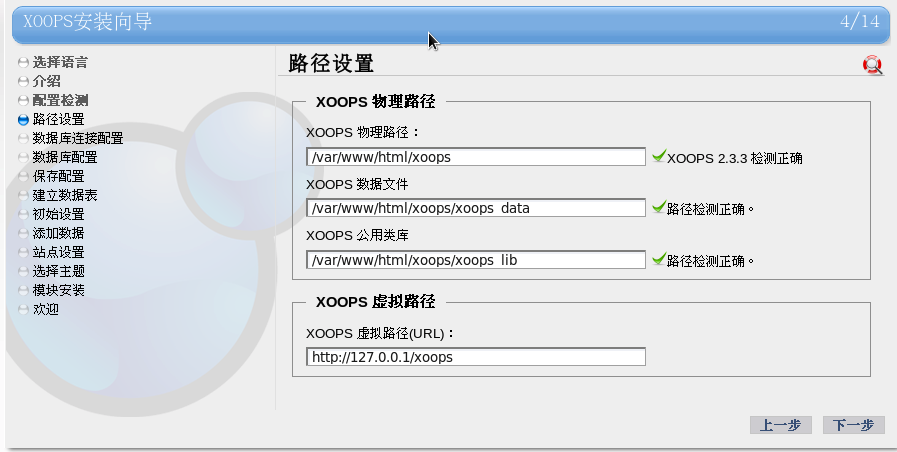 XOOPS安装向导
4/14
选择语言
介绍
配置检测
路径设置
数据库连接配置
数据库配置
保存配置
建立数据表
初始设置
添加数据
站点设置
选择主题
模块安装
欢迎
路径设置
XOOPS 物理路径
XOOPS 物理路径：
/var/www/html/xoops
XOOPS 2.3.3 检测正确
XOOPS 数据文件
/var/www/html/xoops/xoops_data
路径检测正确。
XOOPS 公用类库
/var/www/html/xoops/xoops_lib
路径检测正确。
XOOPS 虚拟路径
XOOPS 虚拟路径(URL)：
http://127.0.0.1/xoops
上一步
下一步